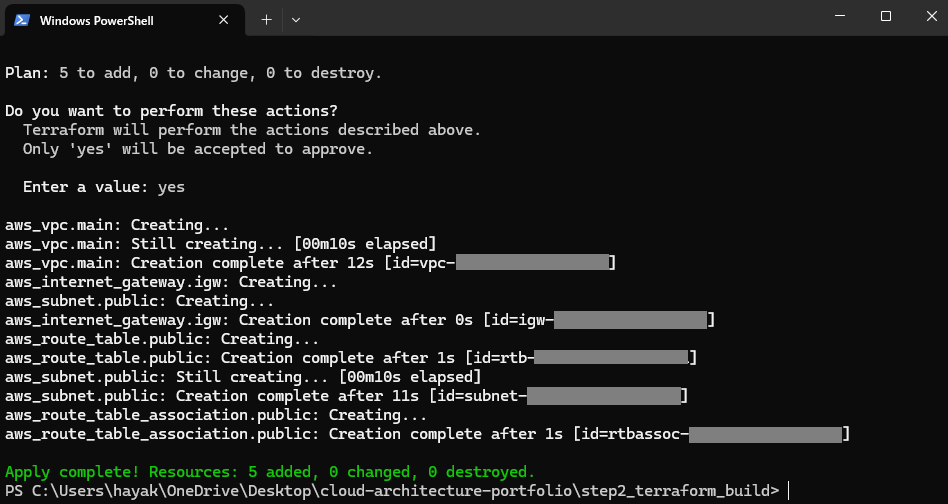 Windows PowerShell
Plan: 5 to add, 0 to change, 0 to destroy.
Do you want to perform these actions?
Terraform will perform the actions described above.
Only 'yes' will be accepted to approve.
Enter a value: yes
aws_vpc.main: Creating...
aws_vpc.main: Still creating... [00m10s elapsed]
aws_vpc.main: Creation complete after 12s [id=vpc-]
aws_internet_gateway.igw: Creating...
aws_subnet.public: Creating...
aws_internet_gateway.igw: Creation complete after 0s [id=igw-]
aws_route_table.public: Creating...
aws_route_table.public: Creation complete after 1s [id=rtb-]
aws_subnet.public: Still creating... [00m10s elapsed]
aws_subnet.public: Creation complete after 11s [id=subnet-]
aws_route_table_association.public: Creating...
aws_route_table_association.public: Creation complete after 1s [id=rtbassoc-]
Apply complete! Resources: 5 added, 0 changed, 0 destroyed.
PS C:\Users\hayak\OneDrive\Desktop\cloud-architecture-portfolio\step2_terraform_build>